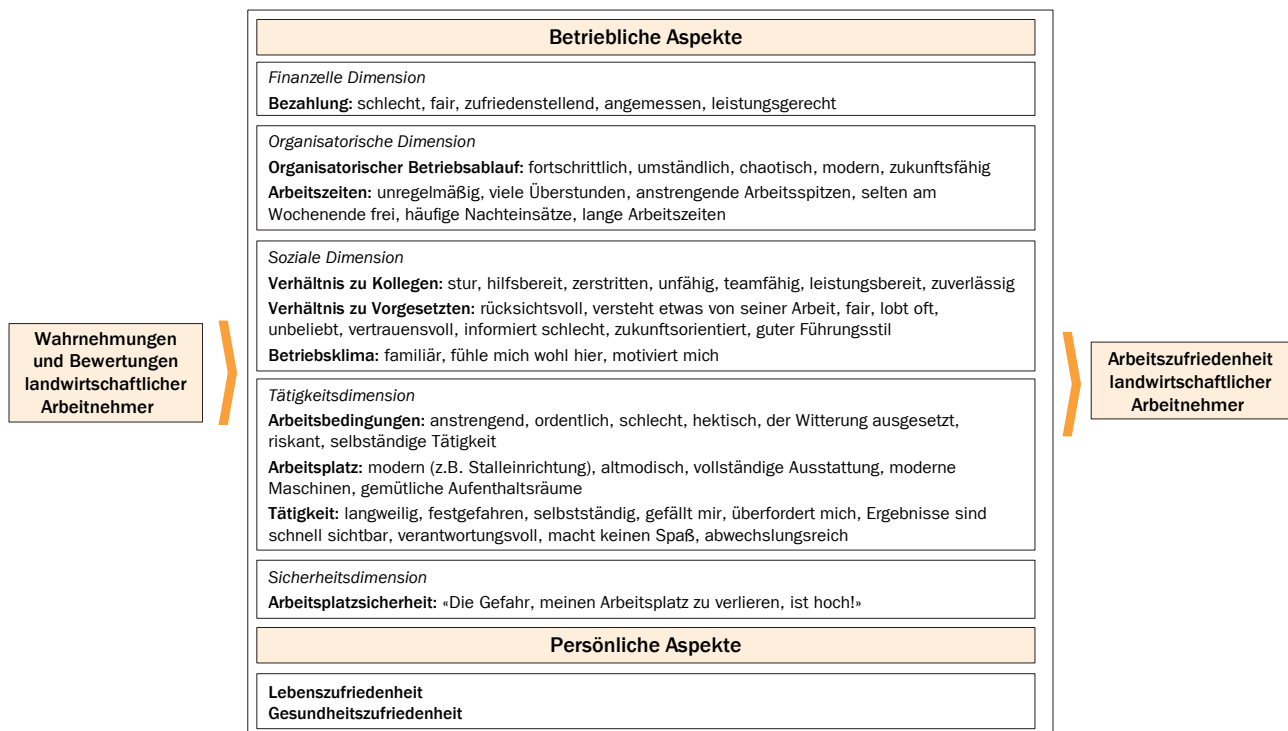 Betriebliche Aspekte
Finanzelle Dimension
Bezahlung: schlecht, fair, zufriedenstellend, angemessen, leistungsgerecht
Organisatorische Dimension
Organisatorischer Betriebsablauf: fortschrittlich, umständlich, chaotisch, modern, zukunftsfähig
Arbeitszeiten: unregelmäßig, viele Überstunden, anstrengende Arbeitsspitzen, selten am
Wochenende frei, häufige Nachteinsätze, lange Arbeitszeiten
Soziale Dimension
Verhältnis zu Kollegen: stur, hilfsbereit, zerstritten, unfähig, teamfähig, leistungsbereit, zuverlässig
Verhältnis zu Vorgesetzten: rücksichtsvoll, versteht etwas von seiner Arbeit, fair, lobt oft,
unbeliebt, vertrauensvoll, informiert schlecht, zukunftsorientiert, guter Führungsstil
Betriebsklima: familiär, fühle mich wohl hier, motiviert mich
Wahrnehmungen
und Bewertungen
landwirtschaftlicher
Arbeitnehmer
Tätigkeitsdimension
Arbeitsbedingungen: anstrengend, ordentlich, schlecht, hektisch, der Witterung ausgesetzt,
riskant, selbständige Tätigkeit
Arbeitsplatz: modern (z.B. Stalleinrichtung), altmodisch, vollständige Ausstattung, moderne
Maschinen, gemütliche Aufenthaltsräume
Tätigkeit: langweilig, festgefahren, selbstständig, gefällt mir, überfordert mich, Ergebnisse sind
schnell sichtbar, verantwortungsvoll, macht keinen Spaß, abwechslungsreich
Arbeitszufriedenheit
landwirtschaftlicher
Arbeitnehmer
Sicherheitsdimension
Arbeitsplatzsicherheit: «Die Gefahr, meinen Arbeitsplatz zu verlieren, ist hoch!»
Persönliche Aspekte
Lebenszufriedenheit
Gesundheitszufriedenheit